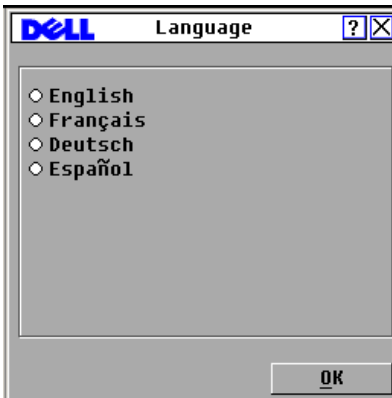 DELL Language ? X
English
Français
Deutsch
Español
OK